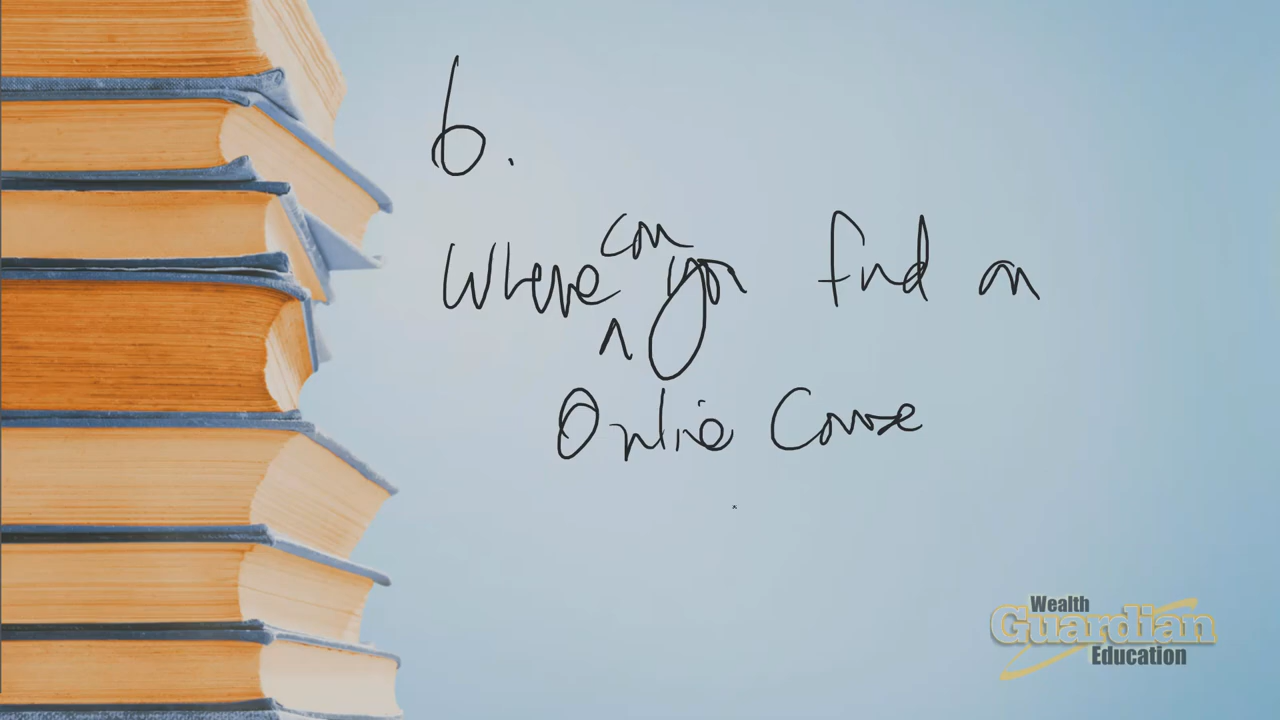 6.
Where can you find an
Online Course
Wealth
Guardian
Education